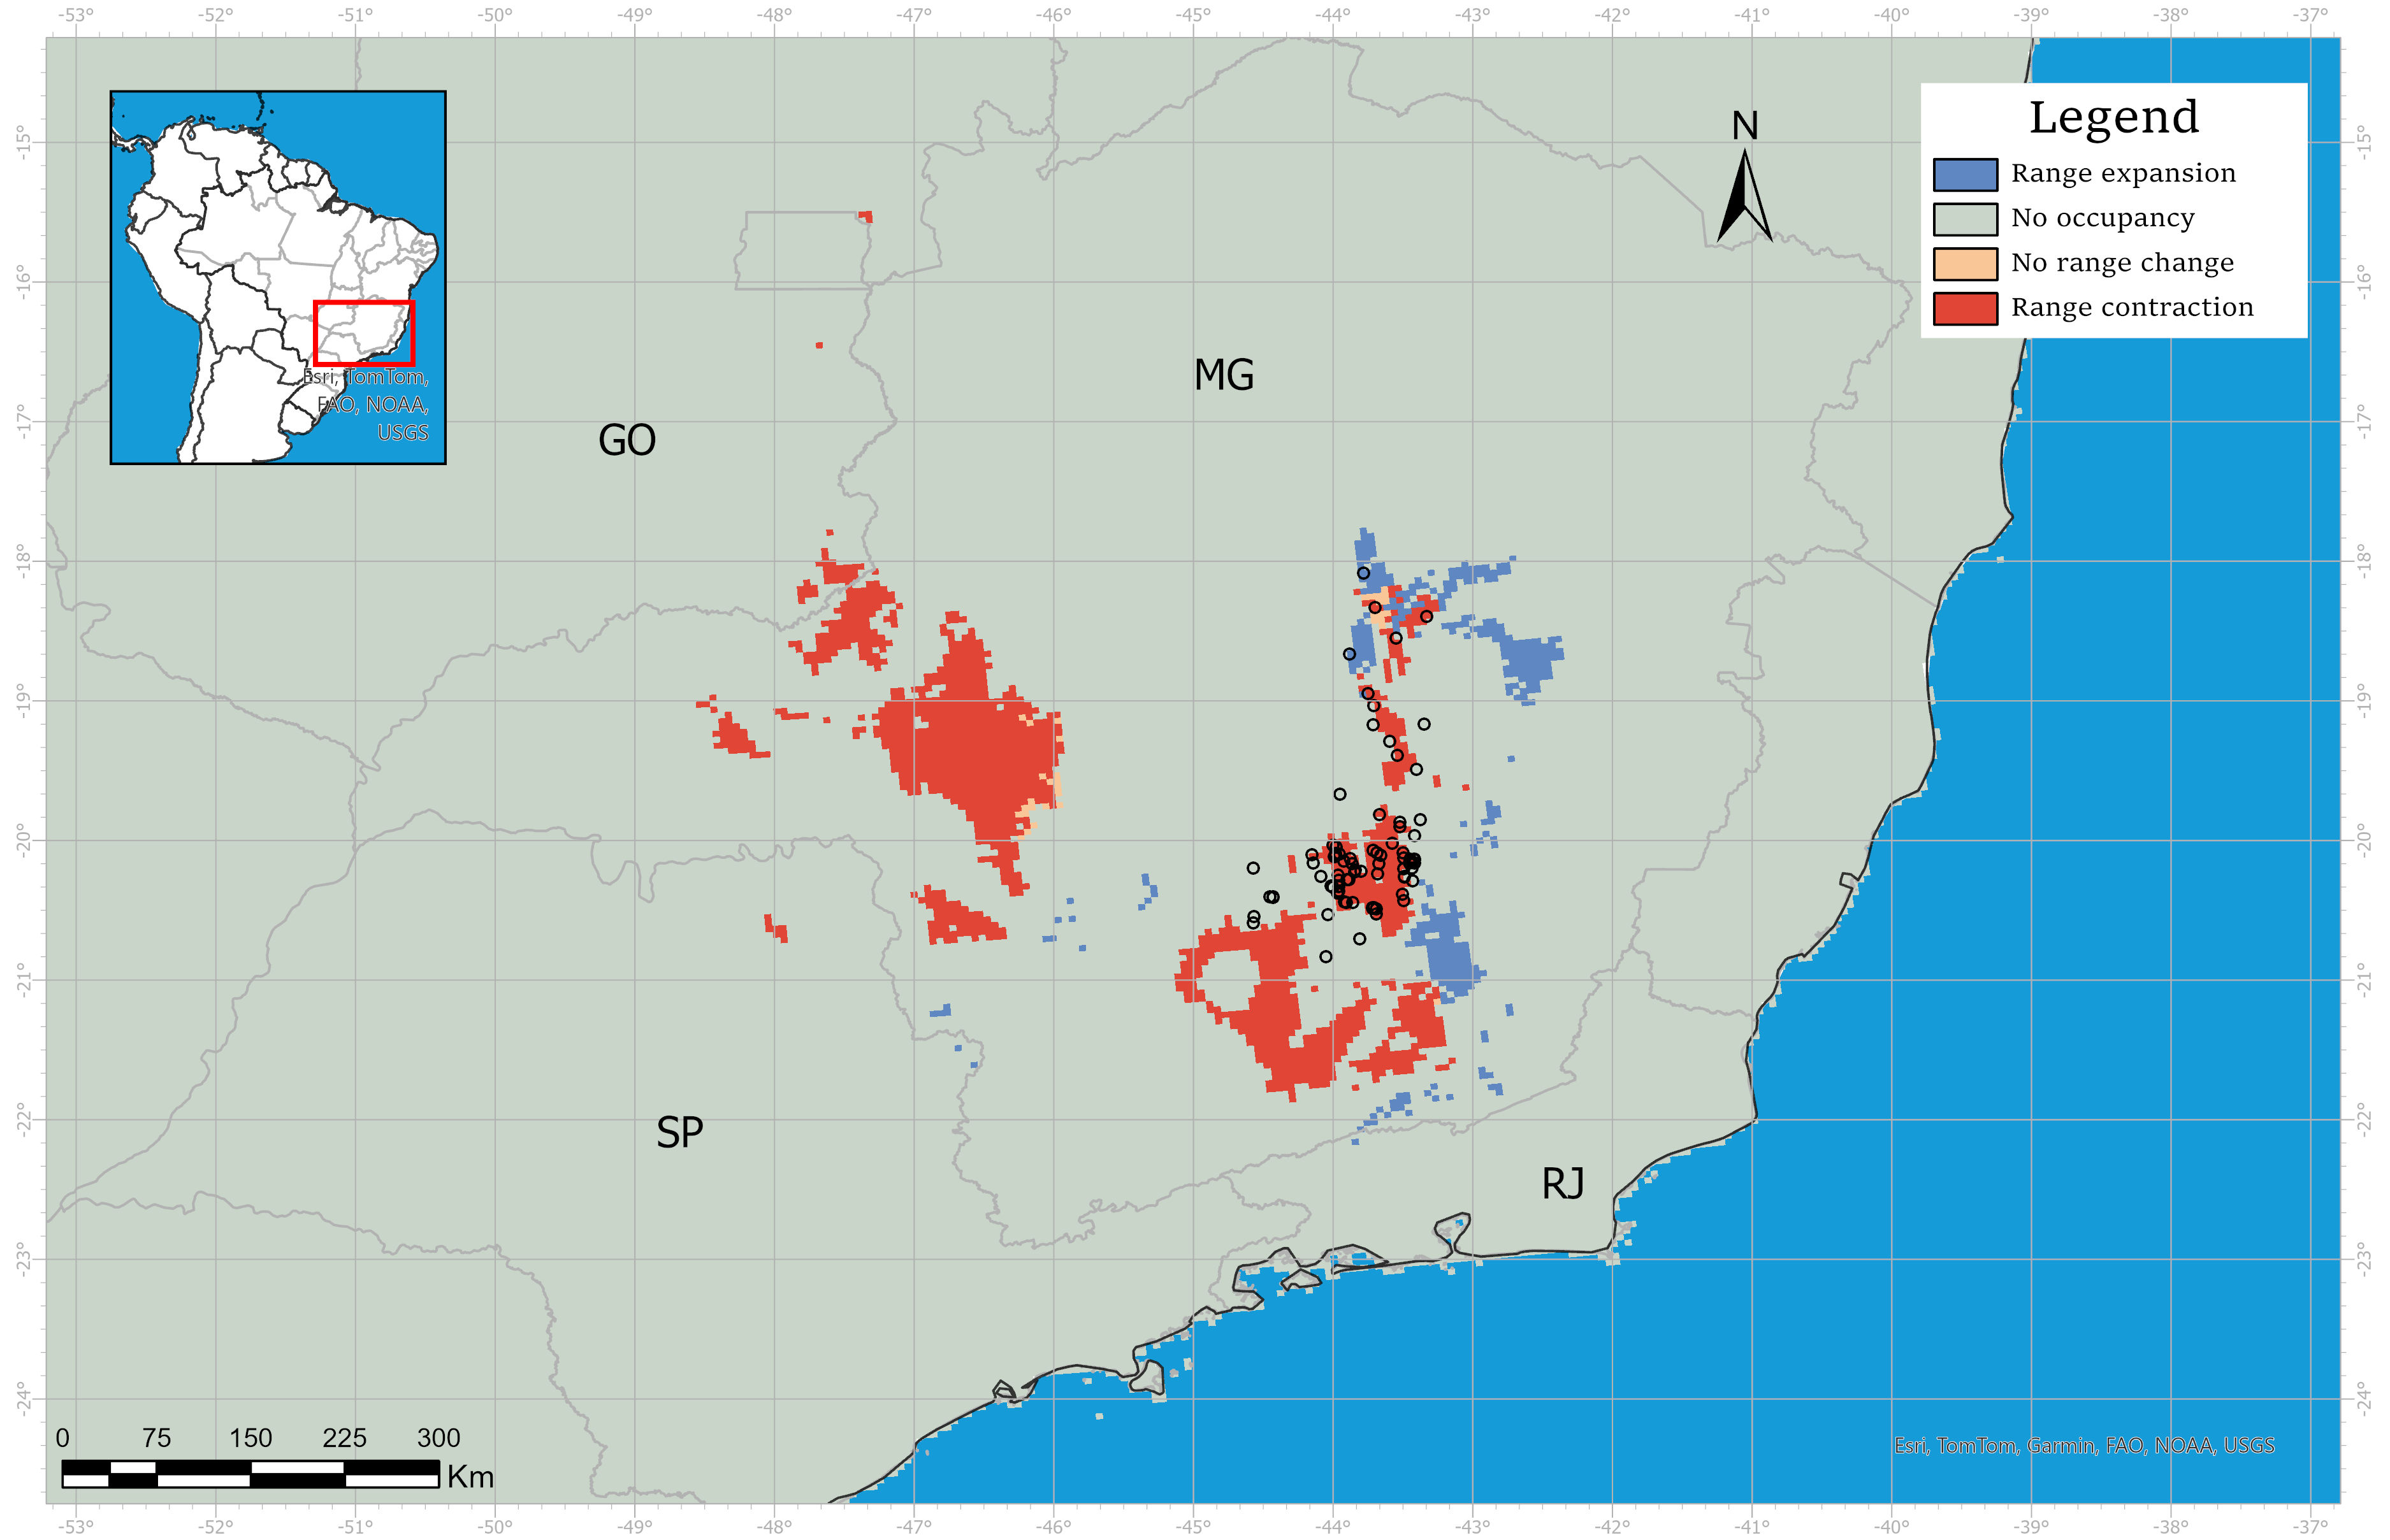 -53° -52° -51° -50° -49° -48° -47° -46° -45° -44° -43° -42° -41° -40° -39° -38° -37°
-15° -15°
-16° -16°
-17° -17°
-18° -18°
-19° -19°
-20° -20°
-21° -21°
-22° -22°
-23° -23°
-24° -24°
Esri, TomTom,
FAO, NOAA,
USGS
N
Legend
Range expansion
No occupancy
No range change
Range contraction
MG
GO
SP
RJ
0 75 150 225 300
Km
Esri, TomTom, Garmin, FAO, NOAA, USGS
-53° -52° -51° -50° -49° -48° -47° -46° -45° -44° -43° -42° -41° -40° -39° -38° -37°